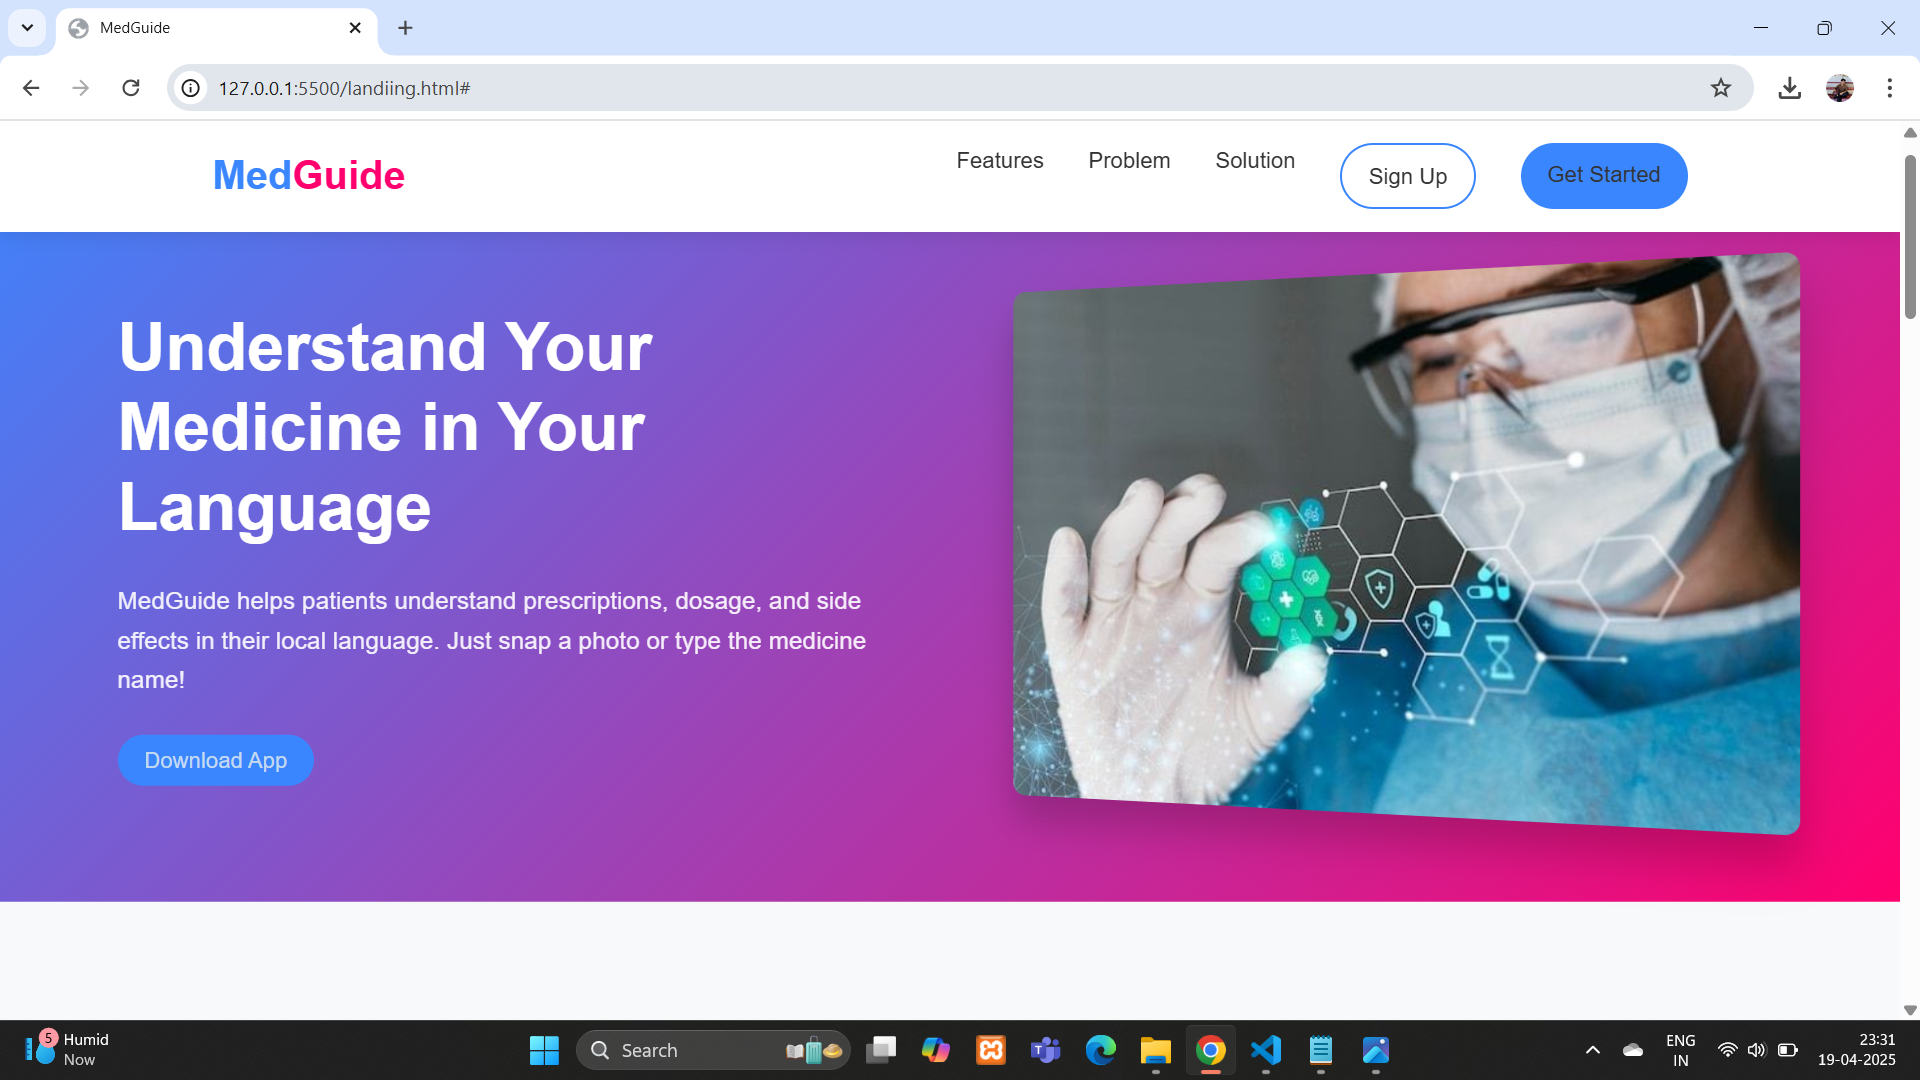 MedGuide
127.0.0.1:5500/landiing.html#
MedGuide
Features
Problem
Solution
Sign Up
Get Started
Understand Your
Medicine in Your
Language
MedGuide helps patients understand prescriptions, dosage, and side
effects in their local language. Just snap a photo or type the medicine
name!
Download App
5
Humid
Now
Search
ENG
IN
23:31
19-04-2025